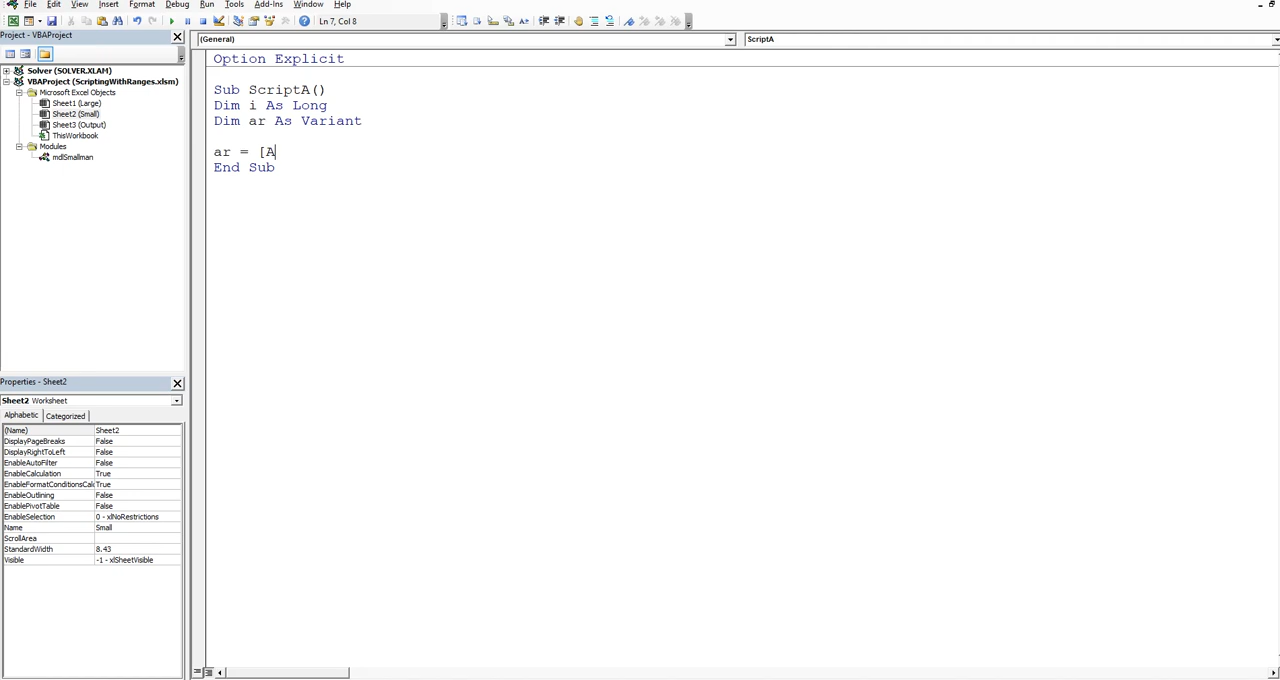 File Edit View Insert Format Debug Run Tools Add-Ins Window Help
Ln 7, Col 8
Project - VBAProject
(General) ScriptA
Solver (SOLVER.XLAM)
VBAProject (ScriptingWithRanges.xlsm)
Microsoft Excel Objects
Sheet1 (Large)
Sheet2 (Small)
Sheet3 (Output)
ThisWorkbook
Modules
mdlSmallman
Option Explicit
Sub ScriptA()
Dim i As Long
Dim ar As Variant
ar = [A
End Sub
Properties - Sheet2
Sheet2 Worksheet
Alphabetic Categorized
(Name) Sheet2
DisplayPageBreaks False
DisplayRightToLeft False
EnableAutoFilter False
EnableCalculation True
EnableFormatConditionsCalc True
EnableOutlining False
EnablePivotTable False
EnableSelection 0 - xlNoRestrictions
Name Small
ScrollArea
StandardWidth 8.43
Visible -1 - xlSheetVisible